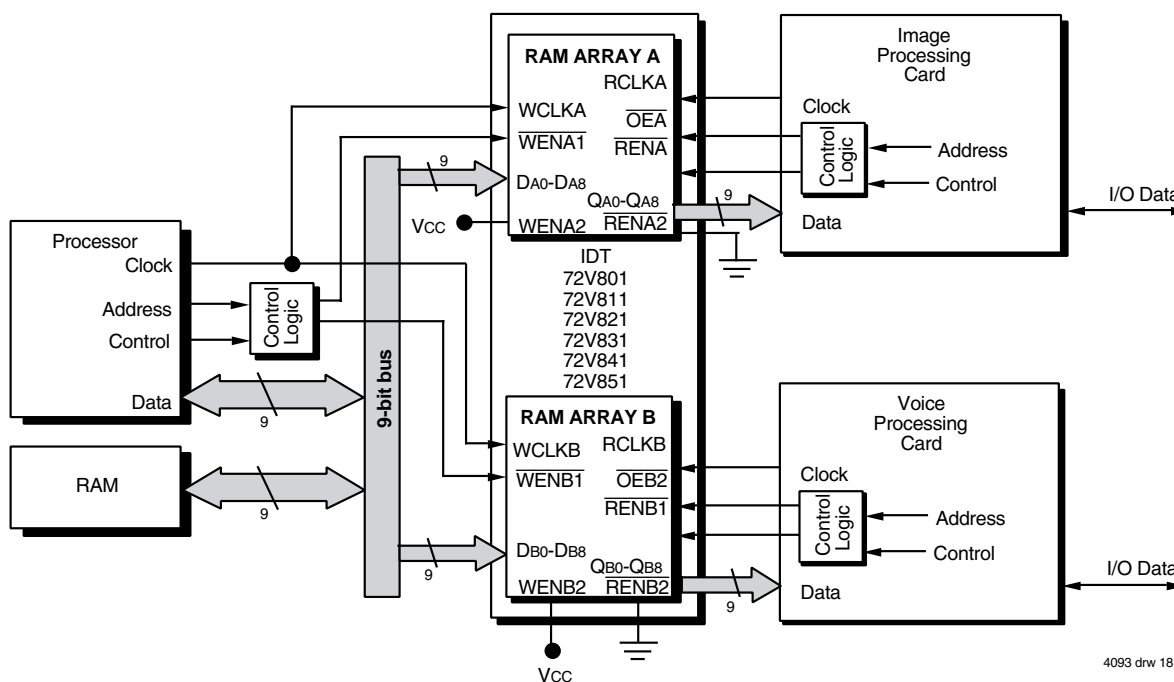 Processor
Clock
Address
Control
Data
RAM
Control
Logic
9
9
9-bit bus
9
9
VCC
RAM ARRAY A
RCLKA
WCLKA
OEA
WENA1
RENA
DA0-DA8
QA0-QA8
WENA2
RENA2
IDT
72V801
72V811
72V821
72V831
72V841
72V851
RAM ARRAY B
RCLKB
WCLKB
OEB2
WENB1
RENB1
DB0-DB8
QB0-QB8
WENB2
RENB2
VCC
9
9
Image
Processing
Card
Clock
Control
Logic
Address
Control
Data
I/O Data
Voice
Processing
Card
Clock
Control
Logic
Address
Control
Data
I/O Data
4093 drw 18